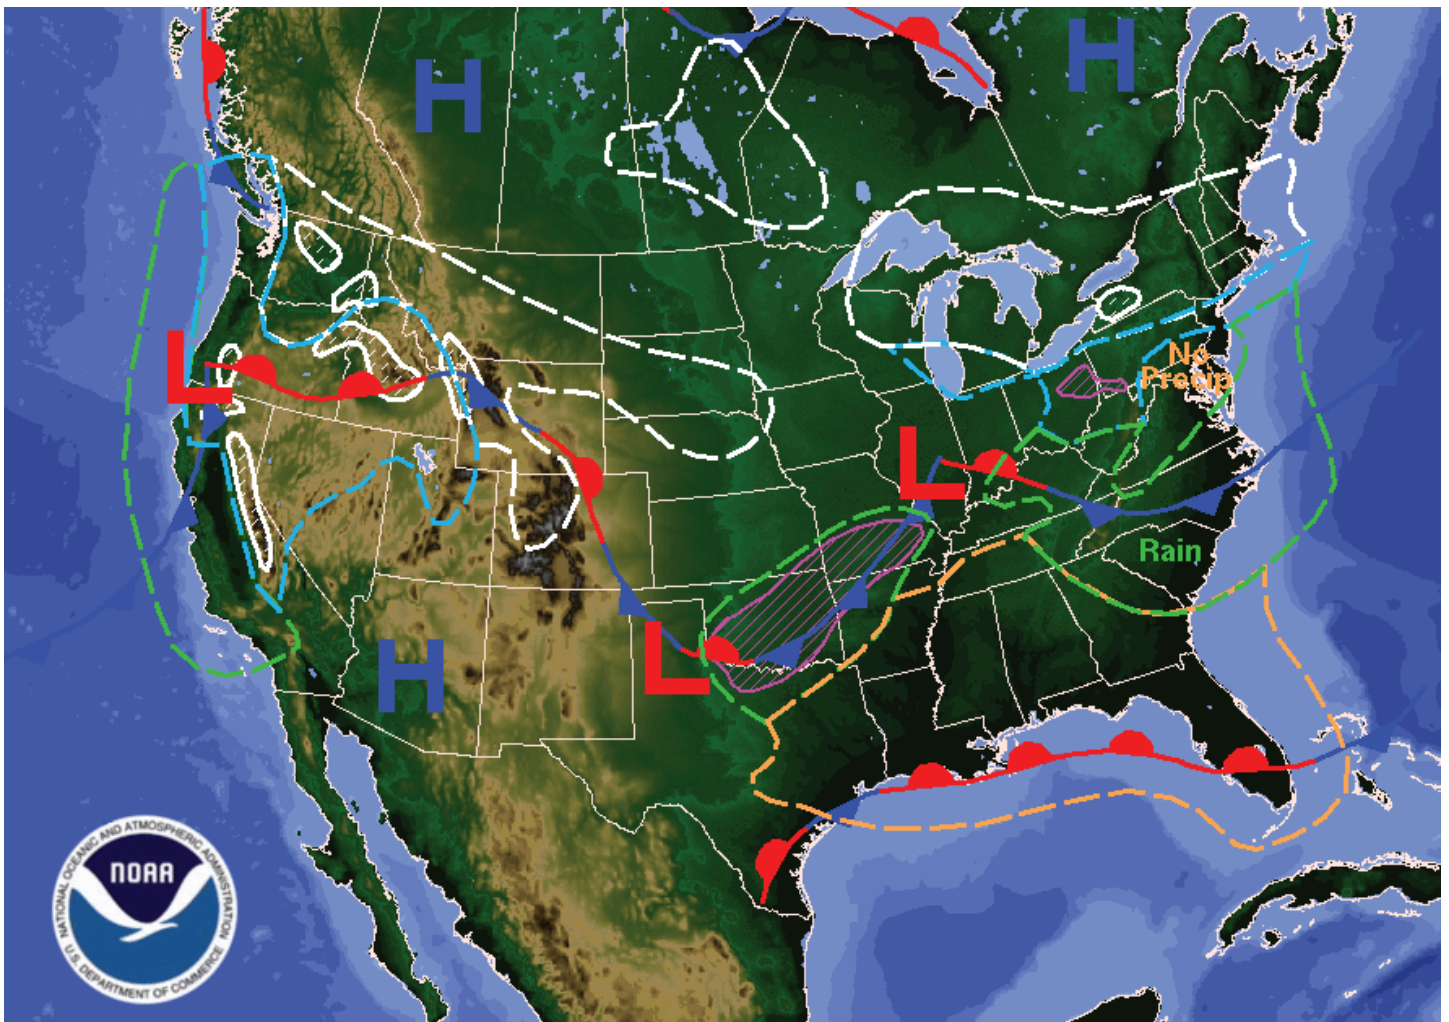 H
H
L
No
Precip
L
Rain
L
H
NATIONAL OCEANIC AND ATMOSPHERIC ADMINISTRATION
NOAA
U.S. DEPARTMENT OF COMMERCE